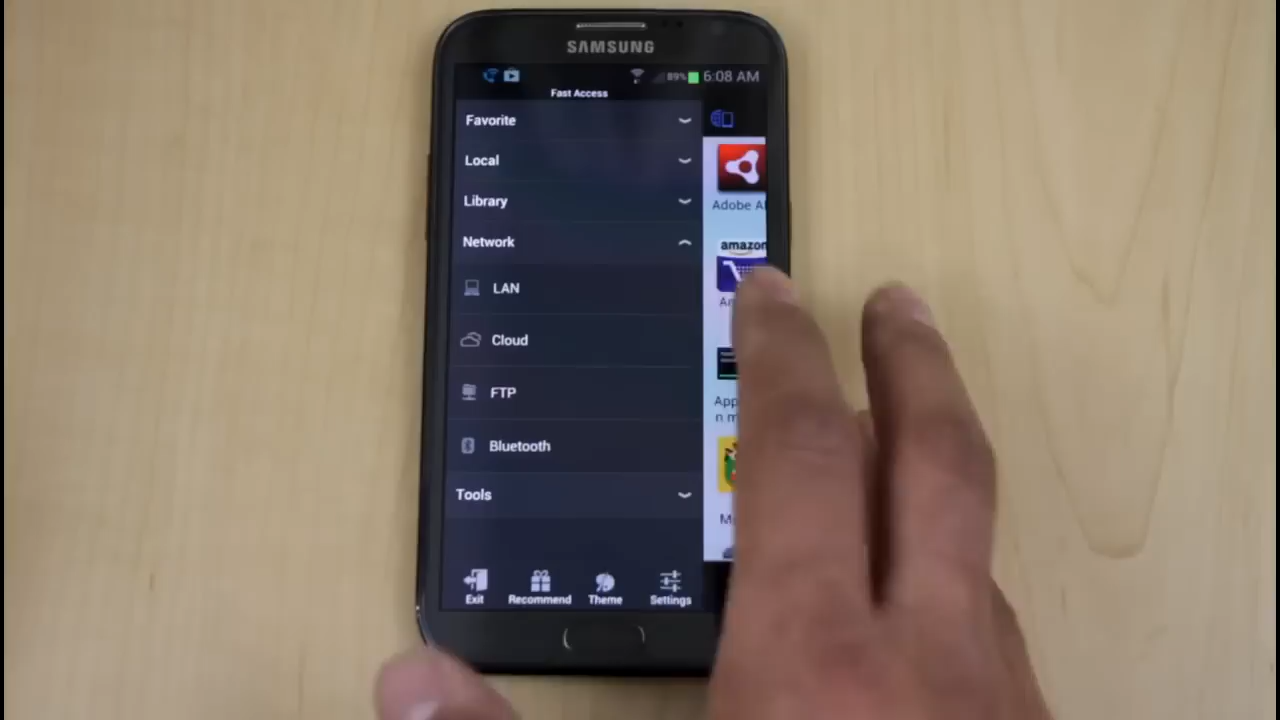 SAMSUNG
89% 6:08 AM
Fast Access
Favorite
Local
Library
Network
LAN
Cloud
FTP
Bluetooth
Tools
Exit
Recommend
Theme
Settings
Adobe
amazon
App
n m